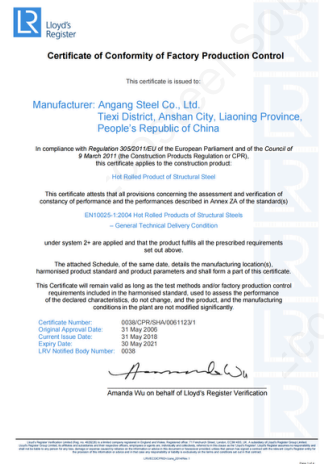 Lloyd's
Register
Certificate of Conformity of Factory Production Control
This certificate is issued to:
Manufacturer: Angang Steel Co., Ltd.
Tiexi District, Anshan City, Liaoning Province,
People's Republic of China
In compliance with Regulation 305/2011/EU of the European Parliament and of the Council of
9 March 2011 (the Construction Products Regulation or CPR),
this certificate applies to the construction product:
Hot Rolled Product of Structural Steel
This certificate attests that all provisions concerning the assessment and verification of
constancy of performance and the performances described in Annex ZA of the standard(s)
EN10025-1:2004 Hot Rolled Products of Structural Steels
– General Technical Delivery Condition
under system 2+ are applied and that the product fulfils all the prescribed requirements
set out above.
The attached Schedule, of the same date, details the manufacturing location(s),
harmonised product standard and product parameters and shall form a part of this certificate.
This Certificate will remain valid as long as the test methods and/or factory production control
requirements included in the harmonised standard, used to assess the performance
of the declared characteristics, do not change, and the product, and the manufacturing
conditions in the plant are not modified significantly
Certificate Number: 0038/CPR/SHA/0061123/1
Original Approval Date: 31 May 2006
Current Issue Date: 31 May 2018
Expiry Date: 30 May 2021
LRV Notified Body Number: 0038
Amanda Wu on behalf of Lloyd's Register Verification